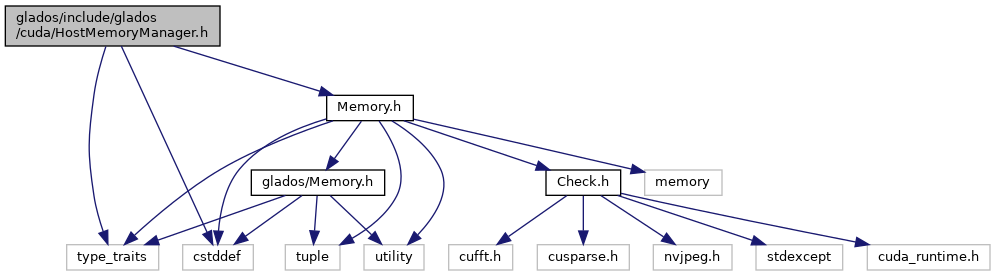 glados/include/glados
/cuda/HostMemoryManager.h
Memory.h
glados/Memory.h
Check.h
memory
type_traits
cstddef
tuple
utility
cufft.h
cusparse.h
nvjpeg.h
stdexcept
cuda_runtime.h